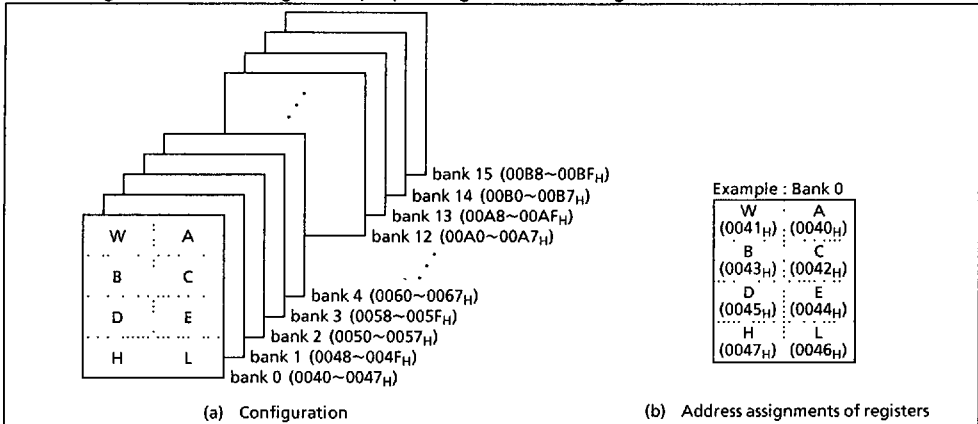 bank 15 (00B8~00BFH)
bank 14 (00B0~00B7H)
bank 13 (00A8~00AFH)
bank 12 (00A0~00A7H)
bank 4 (0060~0067H)
bank 3 (0058~005FH)
bank 2 (0050~0057H)
bank 1 (0048~004FH)
bank 0 (0040~0047H)
W A
B C
D E
H L
(a) Configuration
Example : Bank 0
W A
(0041H) (0040H)
B C
(0043H) (0042H)
D E
(0045H) (0044H)
H L
(0047H) (0046H)
(b) Address assignments of registers